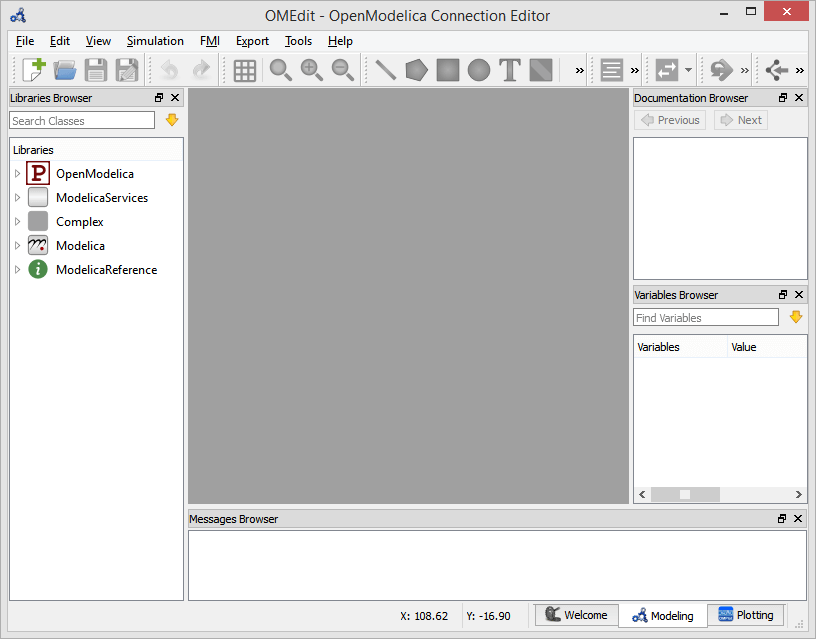 OMEdit - OpenModelica Connection Editor
File Edit View Simulation FMI Export Tools Help
T » » » »
Libraries Browser
Search Classes
Libraries
P OpenModelica
ModelicaServices
Complex
m Modelica
i ModelicaReference
Documentation Browser
Previous Next
Variables Browser
Find Variables
Variables Value
Messages Browser
X: 108.62 Y: -16.90 Welcome Modeling Plotting